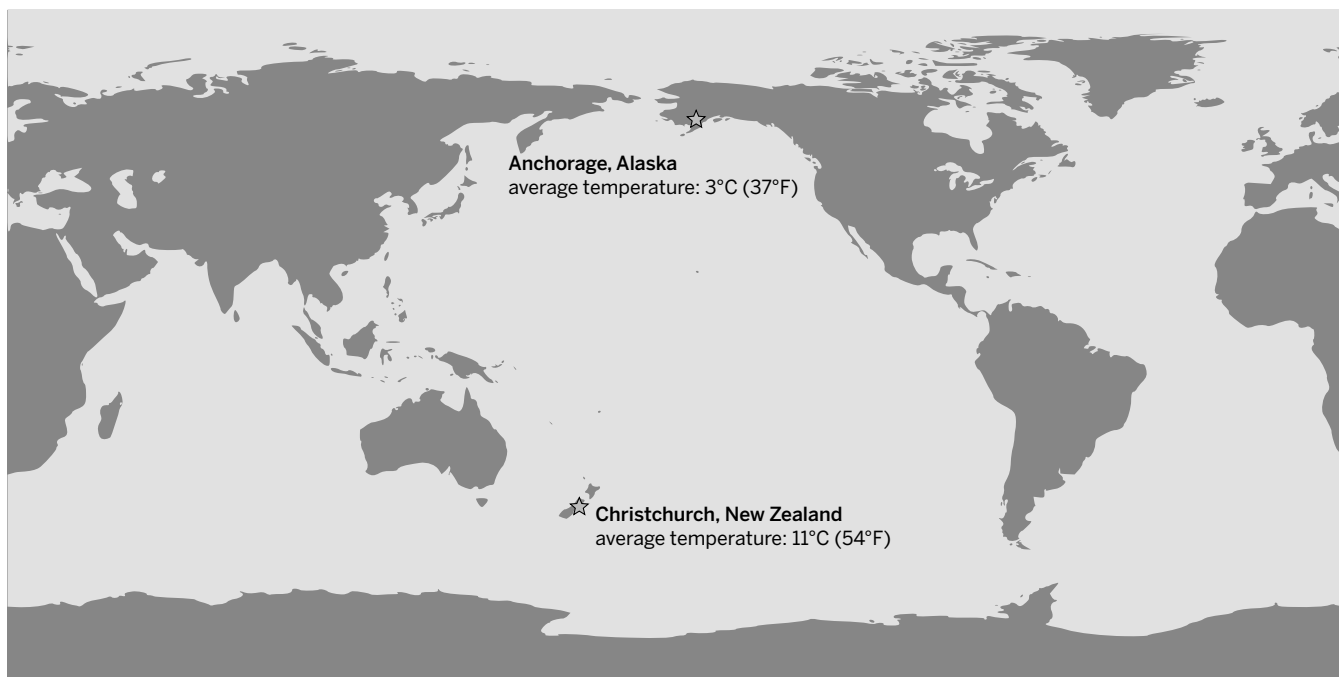 Anchorage, Alaska
average temperature: 3°C (37°F)
Christchurch, New Zealand
average temperature: 11°C (54°F)